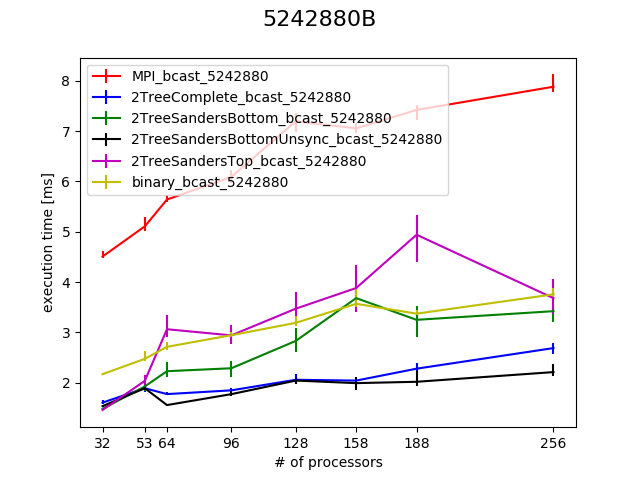 5242880B
MPI_bcast_5242880
2TreeComplete_bcast_5242880
2TreeSandersBottom_bcast_5242880
2TreeSandersBottomUnsync_bcast_5242880
2TreeSandersTop_bcast_5242880
binary_bcast_5242880
8
7
6
5
4
3
2
execution time [ms]
32 53 64 96 128 158 188 256
# of processors